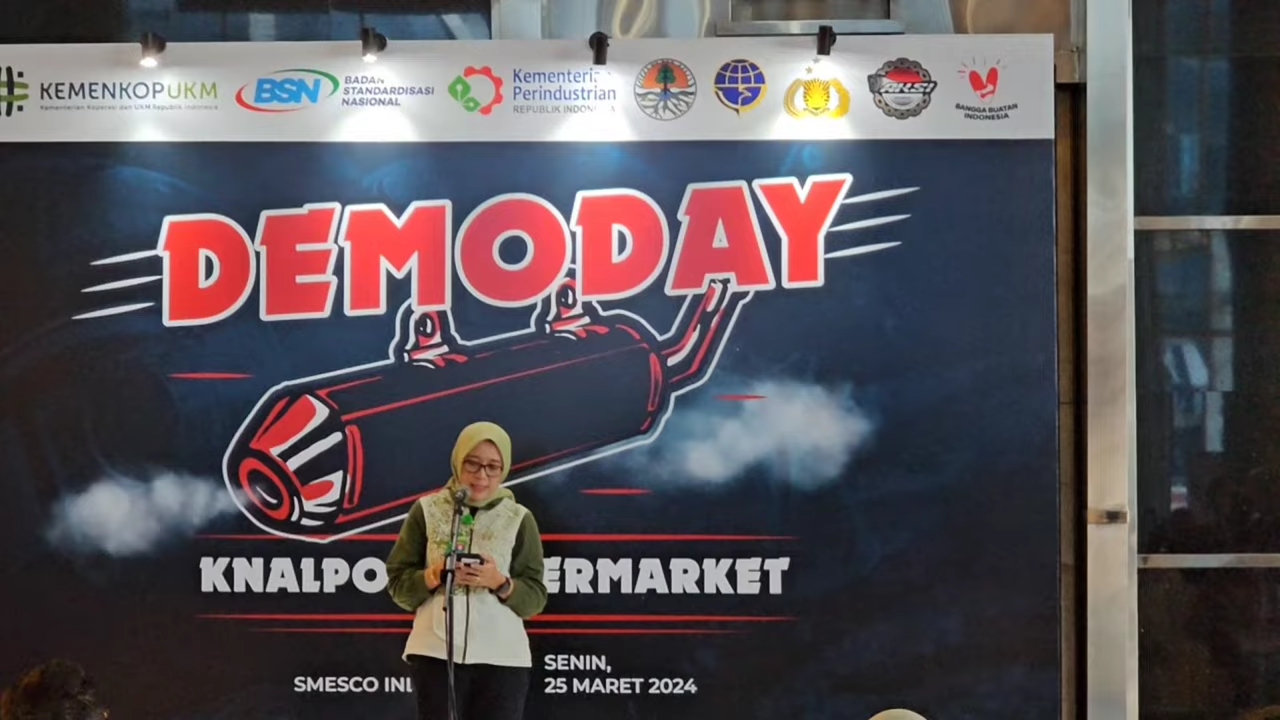 KEMENKOPUKM
Kementerian Koperasi dan UKM Republik Indonesia
BSN
BADAN
STANDARDISASI
NASIONAL
Kementerian
Perindustrian
REPUBLIK INDONESIA
AKSI
BANGGA BUATAN
INDONESIA
DEMODAY
KNALPO ERMARKET
SMESCO IN
SENIN,
25 MARET 2024